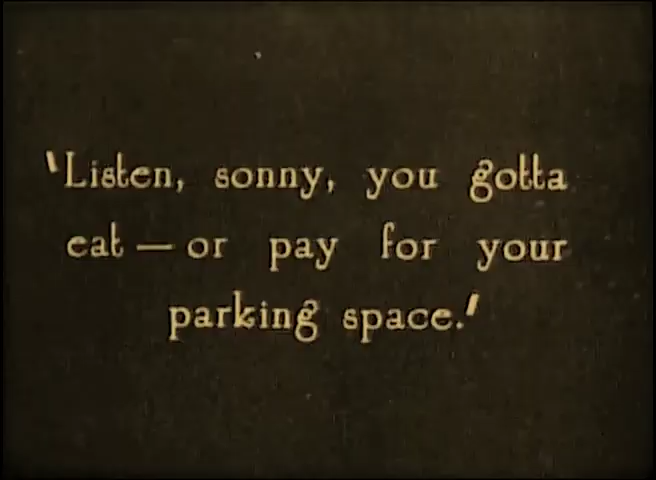 'Listen, sonny, you gotta
eat — or pay for your
parking space.'